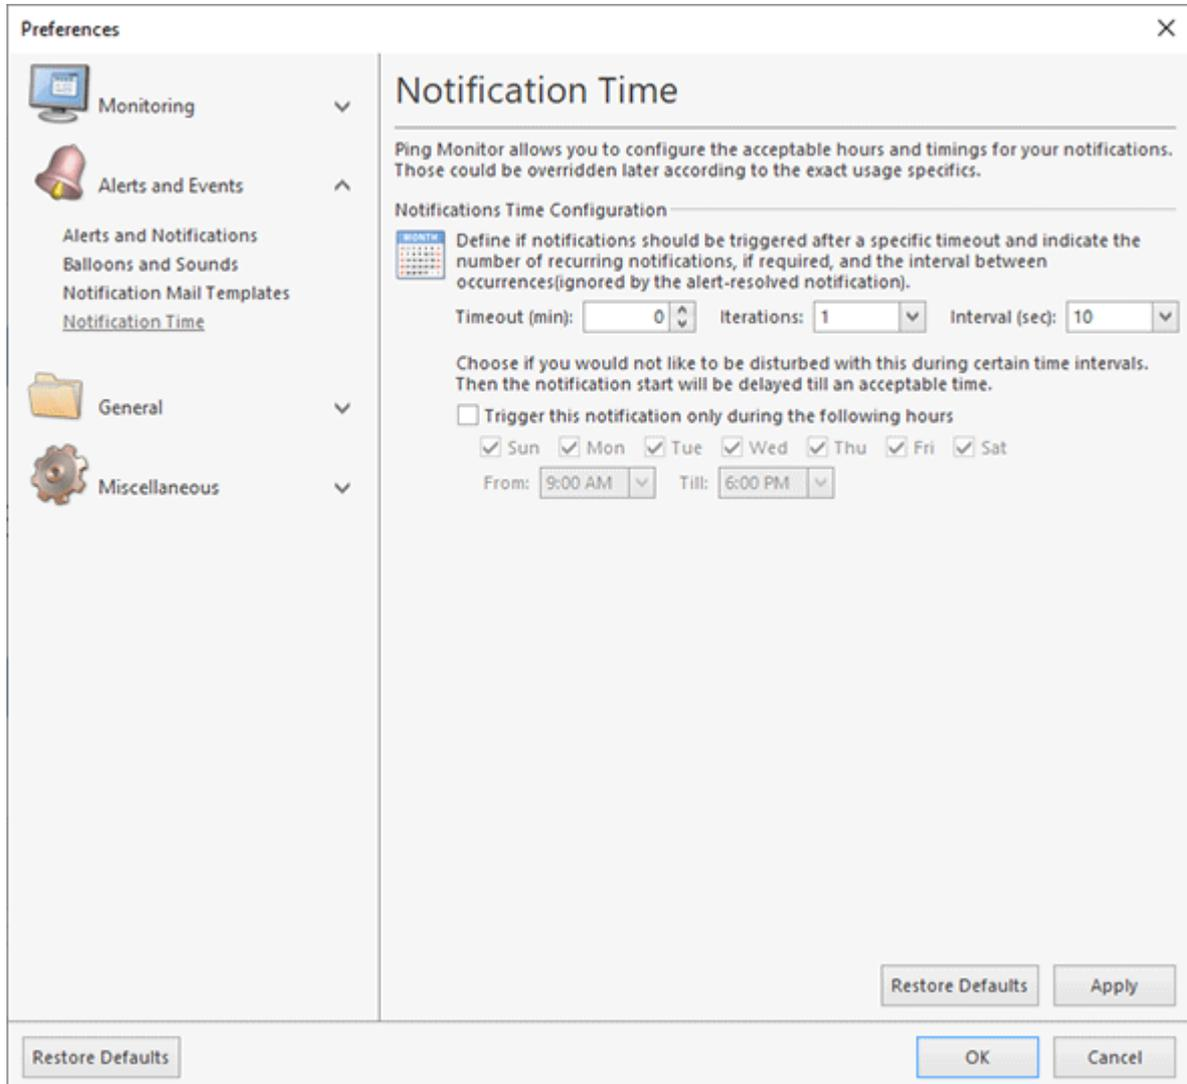 Preferences
Monitoring
Alerts and Events
Alerts and Notifications
Balloons and Sounds
Notification Mail Templates
Notification Time
General
Miscellaneous
Notification Time
Ping Monitor allows you to configure the acceptable hours and timings for your notifications.
Those could be overridden later according to the exact usage specifics.
Notifications Time Configuration
MONTH
Define if notifications should be triggered after a specific timeout and indicate the
number of recurring notifications, if required, and the interval between
occurrences(ignored by the alert-resolved notification).
Timeout (min): 0 Iterations: 1 Interval (sec): 10
Choose if you would not like to be disturbed with this during certain time intervals.
Then the notification start will be delayed till an acceptable time.
Trigger this notification only during the following hours
Sun Mon Tue Wed Thu Fri Sat
From: 9:00 AM Till: 6:00 PM
Restore Defaults Apply
Restore Defaults OK Cancel